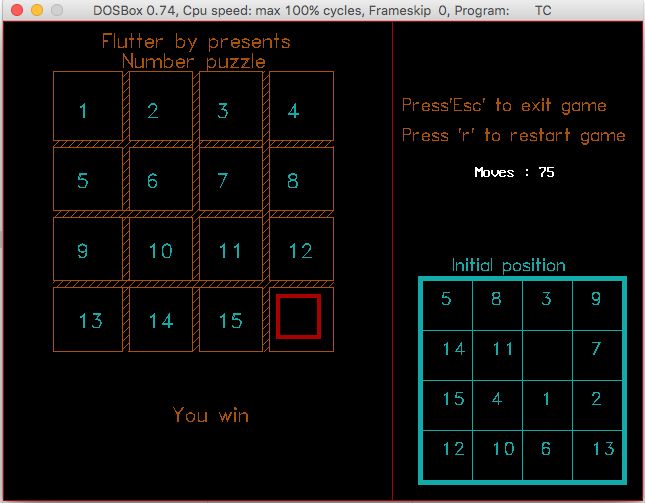 DOSBox 0.74, Cpu speed: max 100% cycles, Frameskip 0, Program: TC
Flutter by presents
Number puzzle
1 2 3 4
5 6 7 8
9 10 11 12
13 14 15
You win
Press'Esc' to exit game
Press 'r' to restart game
Moves : 75
Initial position
5 8 3 9
14 11 7
15 4 1 2
12 10 6 13